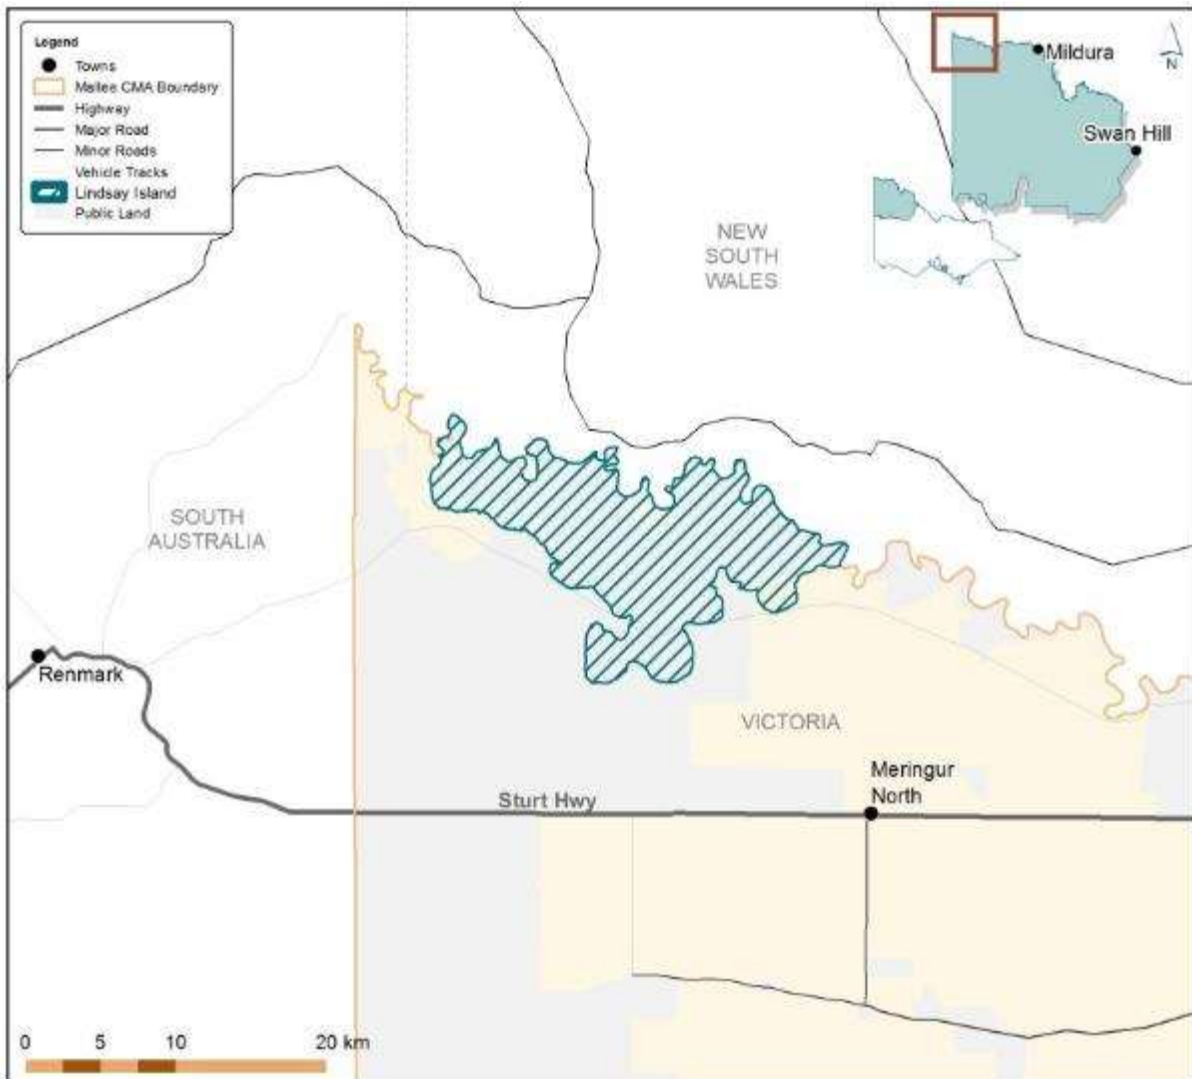 Legend
Towns
Mallee CMA Boundary
Highway
Major Road
Minor Roads
Vehicle Tracks
Lindsay Island
Public Land
Mildura
N
Swan Hill
NEW
SOUTH
WALES
SOUTH
AUSTRALIA
Renmark
VICTORIA
Meringur
North
Sturt Hwy
0 5 10 20 km